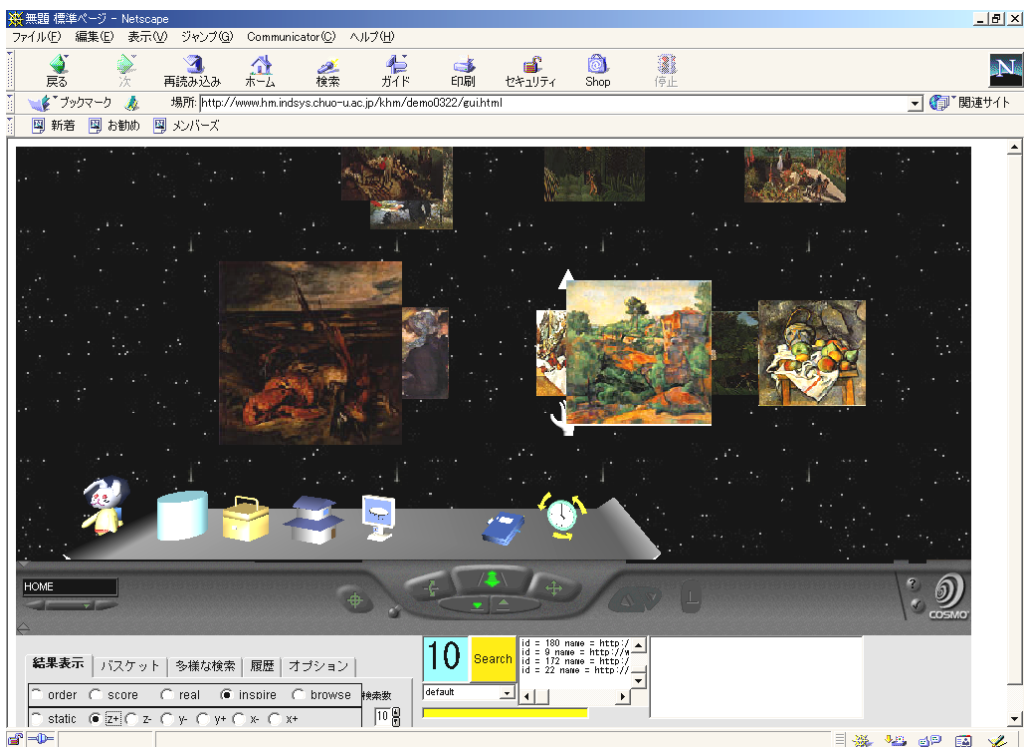 無題 標準ページ - Netscape
ファイル(F) 編集(E) 表示(V) ジャンプ(G) Communicator(C) ヘルプ(H)
戻る 次 再読み込み ホーム 検索 ガイド 印刷 セキュリティ Shop 停止
N
ブックマーク 場所: http://www.hm.indsys.chuo-u.ac.jp/khm/demo0322/gui.html 関連サイト
新着 お勧め メンバーズ
HOME
?
COSMO
結果表示 バスケット 多様な検索 履歴 オプション
order score real inspire browse 検索数
static z+ z- y- y+ x- x+ 10
10 Search
default
id = 180 name = http:/
id = 9 name = http://w
id = 172 name = http:/
id = 22 name = http://